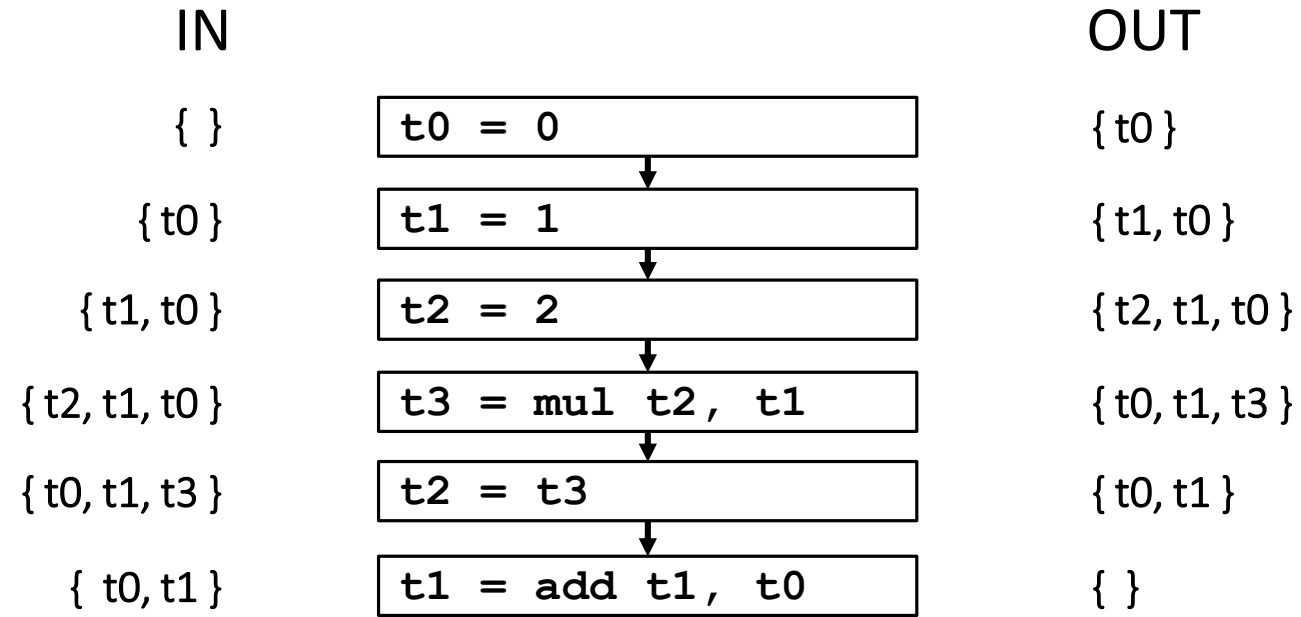 IN OUT
{ } t0 = 0 { t0 }
{ t0 } t1 = 1 { t1, t0 }
{ t1, t0 } t2 = 2 { t2, t1, t0 }
{ t2, t1, t0 } t3 = mul t2, t1 { t0, t1, t3 }
{ t0, t1, t3 } t2 = t3 { t0, t1 }
{ t0, t1 } t1 = add t1, t0 { }